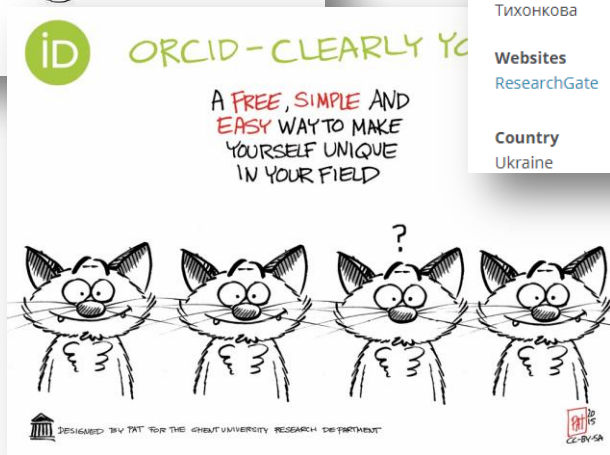 iD
ORCID - CLEARLY YO
A FREE, SIMPLE AND
EASY WAY TO MAKE
YOURSELF UNIQUE
IN YOUR FIELD
?
DESIGNED BY PAT FOR THE GHENT UNIVERSITY RESEARCH DEPARTMENT
PAT 2015
CC-BY-SA
Тихонкова
Websites
ResearchGate
Country
Ukraine